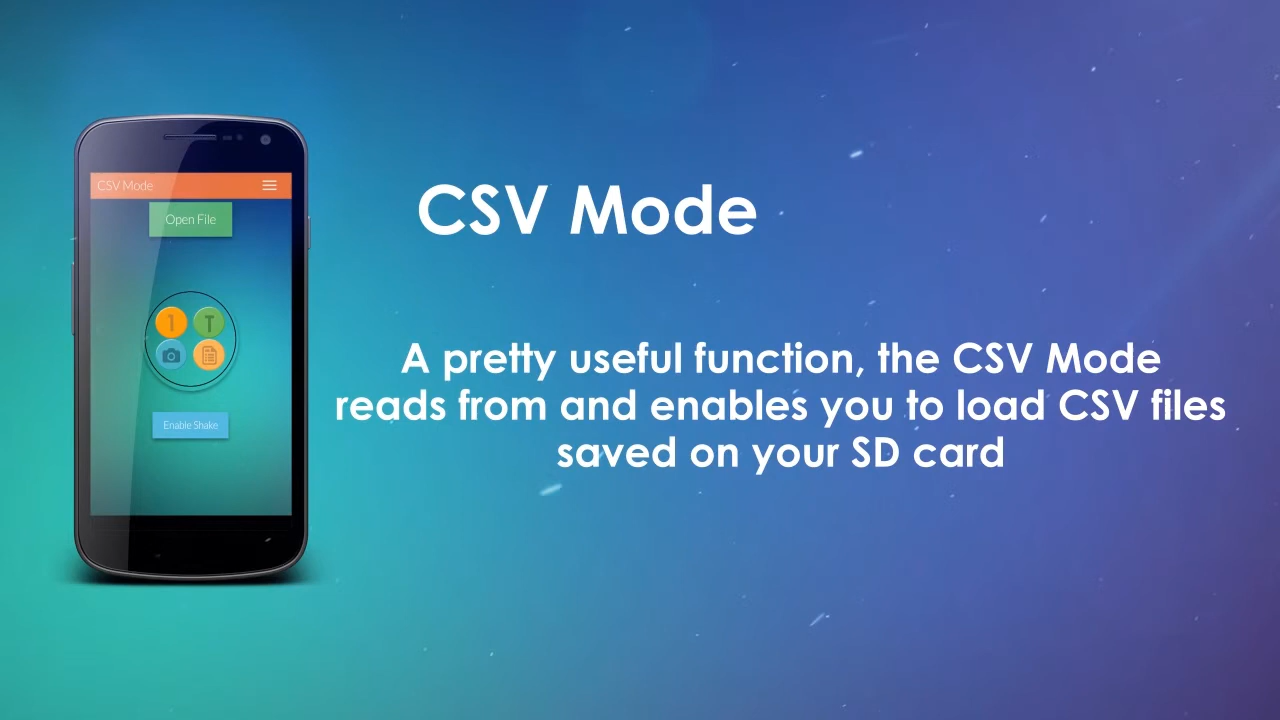 CSV Mode
Open File
1 T
Enable Shake
CSV Mode
A pretty useful function, the CSV Mode
reads from and enables you to load CSV files
saved on your SD card